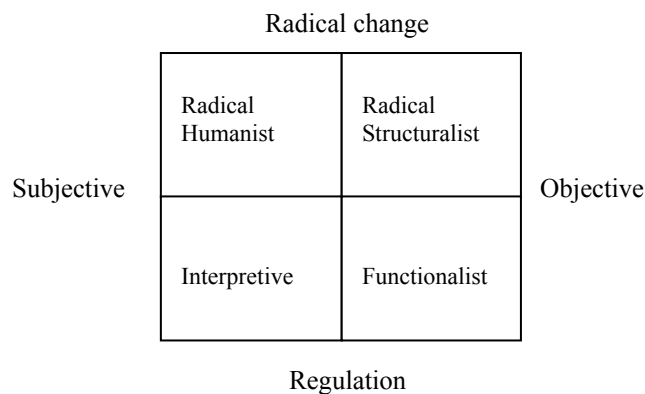 Radical change
Radical
Humanist
Radical
Structuralist
Subjective
Objective
Interpretive
Functionalist
Regulation